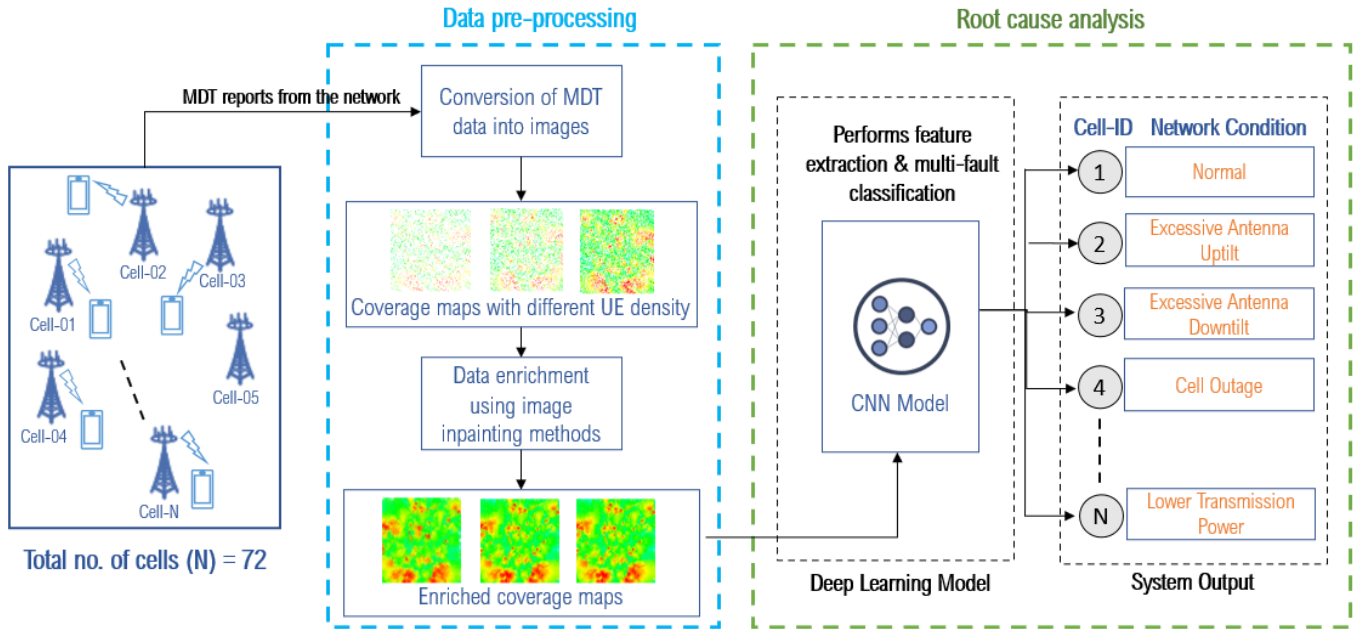 Data pre-processing
Root cause analysis
MDT reports from the network
Conversion of MDT
data into images
Coverage maps with different UE density
Data enrichment
using image
inpainting methods
Enriched coverage maps
Cell-02
Cell-03
Cell-01
Cell-05
Cell-04
Cell-N
Total no. of cells (N) = 72
Performs feature
extraction & multi-fault
classification
CNN Model
Deep Learning Model
Cell-ID Network Condition
1 Normal
2 Excessive Antenna
Uptilt
3 Excessive Antenna
Downtilt
4 Cell Outage
N Lower Transmission
Power
System Output